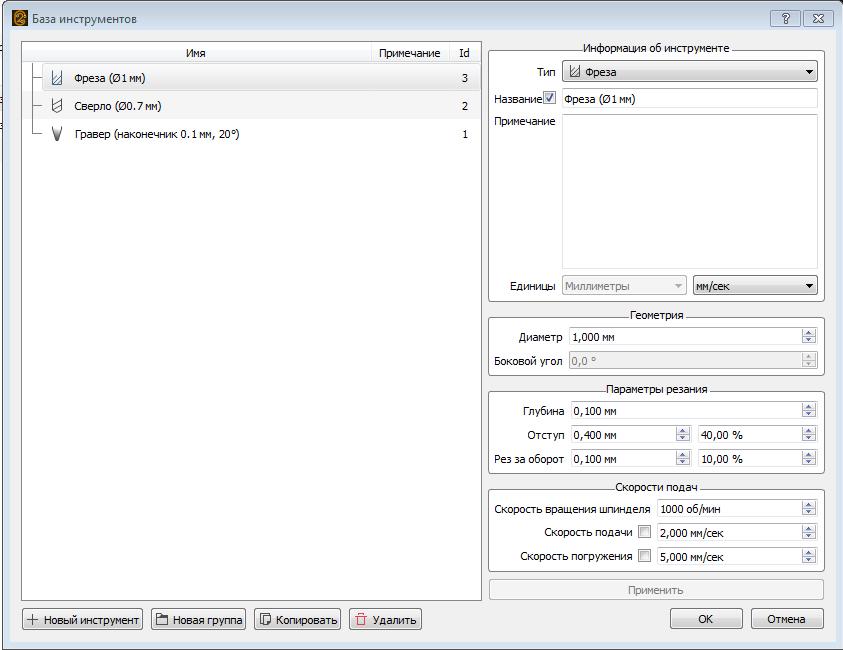 База инструментов
Имя Примечание Id
Фреза (Ø1 мм) 3
Сверло (Ø0.7 мм) 2
Гравер (наконечник 0.1 мм, 20°) 1
Информация об инструменте
Тип Фреза
Название Фреза (Ø1 мм)
Примечание
Единицы Миллиметры мм/сек
Геометрия
Диаметр 1,000 мм
Боковой угол 0,0 °
Параметры резания
Глубина 0,100 мм
Отступ 0,400 мм 40,00 %
Рез за оборот 0,100 мм 10,00 %
Скорости подач
Скорость вращения шпинделя 1000 об/мин
Скорость подачи 2,000 мм/сек
Скорость погружения 5,000 мм/сек
Применить
Новый инструмент Новая группа Копировать Удалить OK Отмена